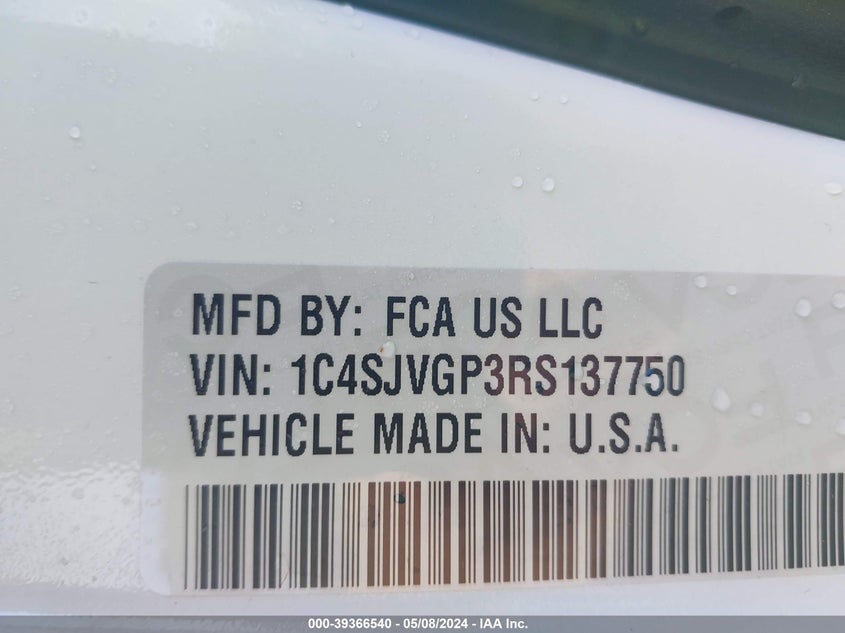 MFD BY: FCA US LLC
VIN: 1C4SJVGP3RS137750
VEHICLE MADE IN: U.S.A.
000-39366540 - 05/08/2024 - IAA Inc.